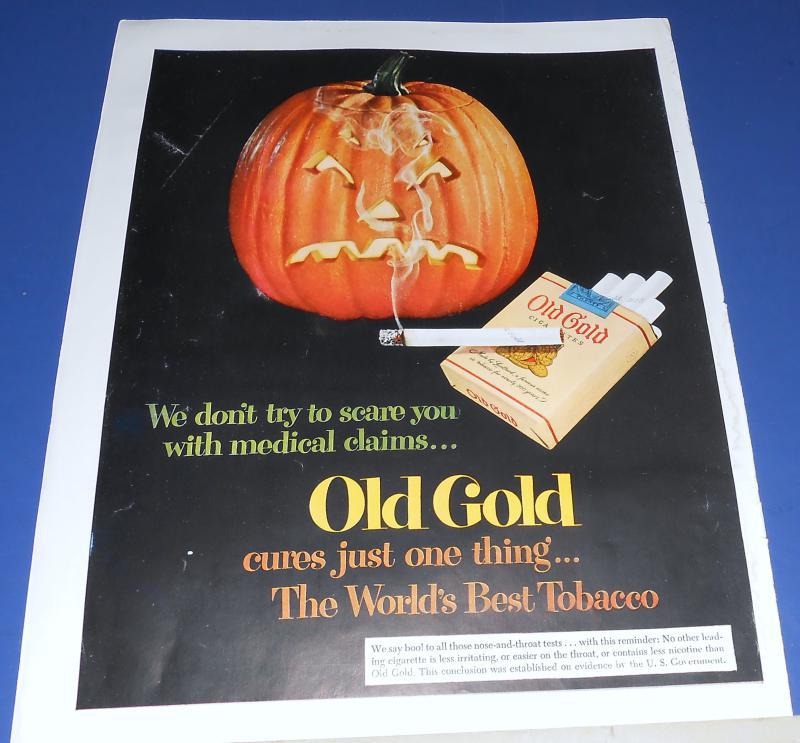 Old Gold
CIGARETTES
Old Gold
We don't try to scare you
with medical claims...
Old Gold
cures just one thing...
The World's Best Tobacco
We say boo! to all those nose-and-throat tests . . . with this reminder: No other lead-
ing cigarette is less irritating, or easier on the throat, or contains less nicotine than
Old Gold. This conclusion was established on evidence by the U. S. Government.